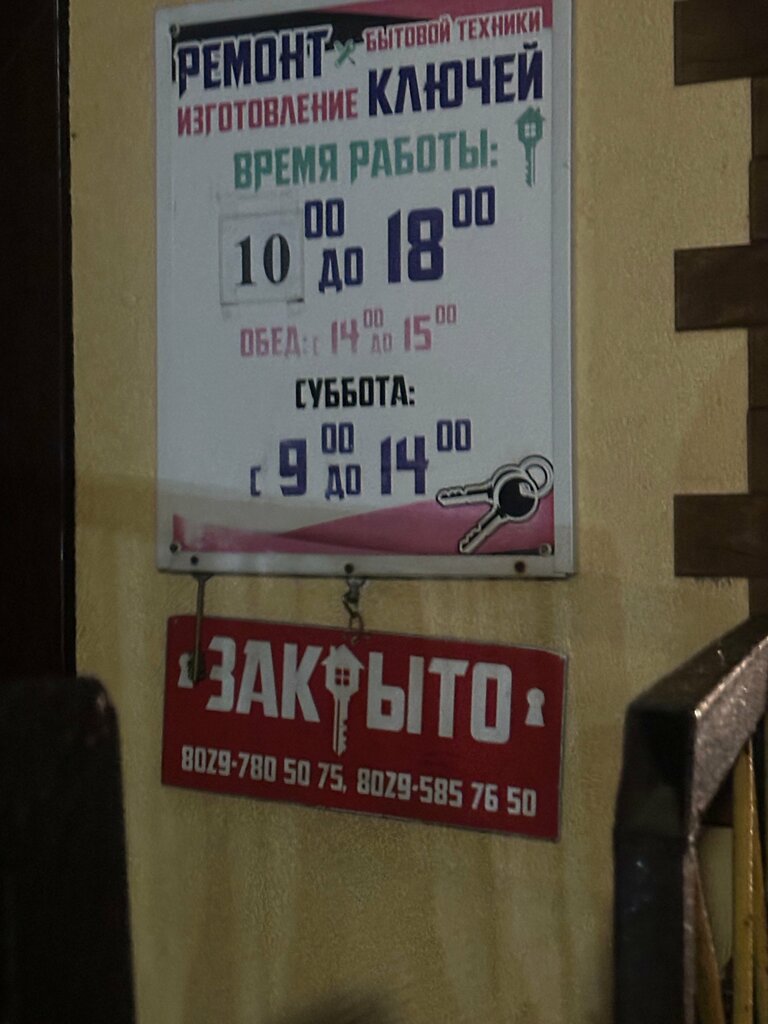 РЕМОНТ БЫТОВОЙ ТЕХНИКИ
ИЗГОТОВЛЕНИЕ КЛЮЧЕЙ
ВРЕМЯ РАБОТЫ:
10 00 ДО 18 00
ОБЕД: С 14 00 ДО 15 00
СУББОТА:
С 9 00 ДО 14 00
ЗАКРЫТО
8029-780 50 75, 8029-585 76 50